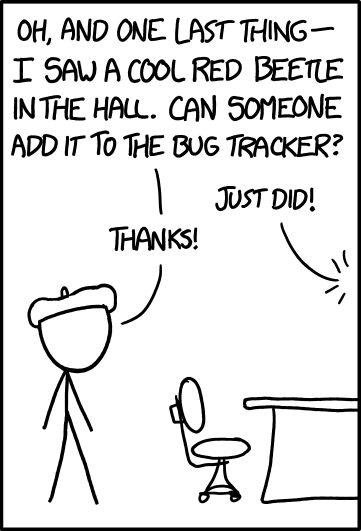 OH, AND ONE LAST THING—
I SAW A COOL RED BEETLE
IN THE HALL. CAN SOMEONE
ADD IT TO THE BUG TRACKER?
JUST DID!
THANKS!